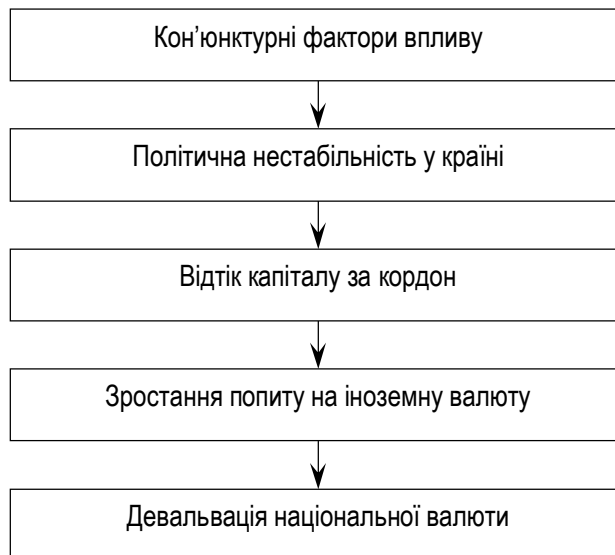 Кон’юнктурні фактори впливу
Політична нестабільність у країні
Відтік капіталу за кордон
Зростання попиту на іноземну валюту
Девальвація національної валюти